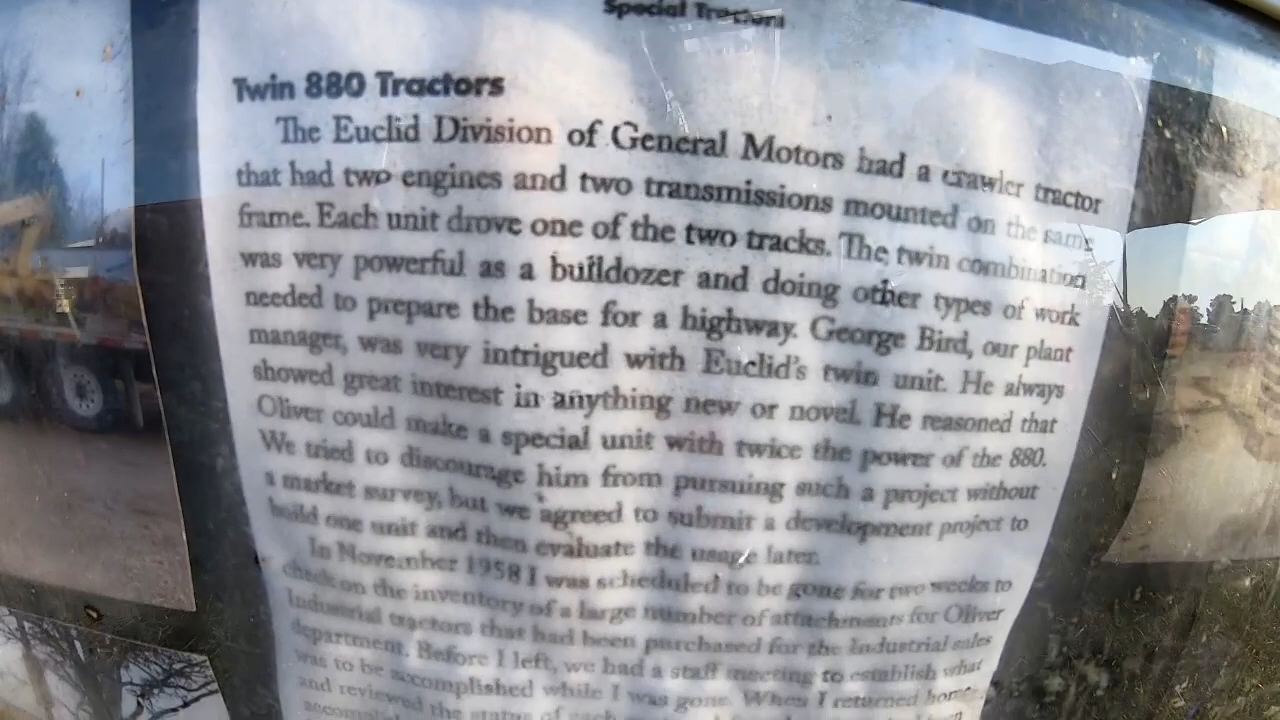 Special Tractors
Twin 880 Tractors
The Euclid Division of General Motors had a crawler tractor
that had two engines and two transmissions mounted on the same
frame. Each unit drove one of the two tracks. The twin combination
was very powerful as a bulldozer and doing other types of work
needed to prepare the base for a highway. George Bird, our plant
manager, was very intrigued with Euclid's twin unit. He always
showed great interest in anything new or novel. He reasoned that
Oliver could make a special unit with twice the power of the 880.
We tried to discourage him from pursuing such a project without
a market survey, but we agreed to submit a development project to
build one unit and then evaluate the usage later.
In November 1958 I was scheduled to be gone for two weeks to
check on the inventory of a large number of attachments for Oliver
Industrial tractors that had been purchased for the Industrial sales
department. Before I left, we had a staff meeting to establish what
was to be accomplished while I was gone. When I returned home
and reviewed the status of each